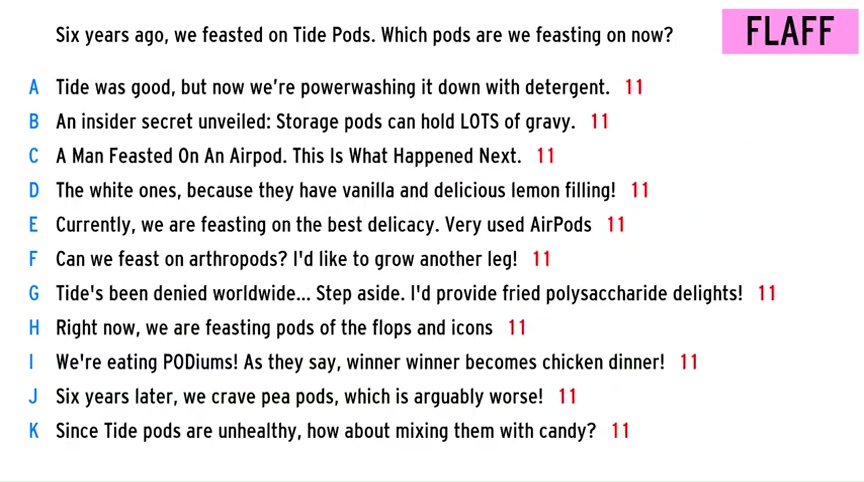 Six years ago, we feasted on Tide Pods. Which pods are we feasting on now?
FLAFF
A Tide was good, but now we're powerwashing it down with detergent. 11
B An insider secret unveiled: Storage pods can hold LOTS of gravy. 11
C A Man Feasted On An Airpod. This Is What Happened Next. 11
D The white ones, because they have vanilla and delicious lemon filling! 11
E Currently, we are feasting on the best delicacy. Very used AirPods 11
F Can we feast on arthropods? I'd like to grow another leg! 11
G Tide's been denied worldwide... Step aside. I'd provide fried polysaccharide delights! 11
H Right now, we are feasting pods of the flops and icons 11
I We're eating PODiums! As they say, winner winner becomes chicken dinner! 11
J Six years later, we crave pea pods, which is arguably worse! 11
K Since Tide pods are unhealthy, how about mixing them with candy? 11